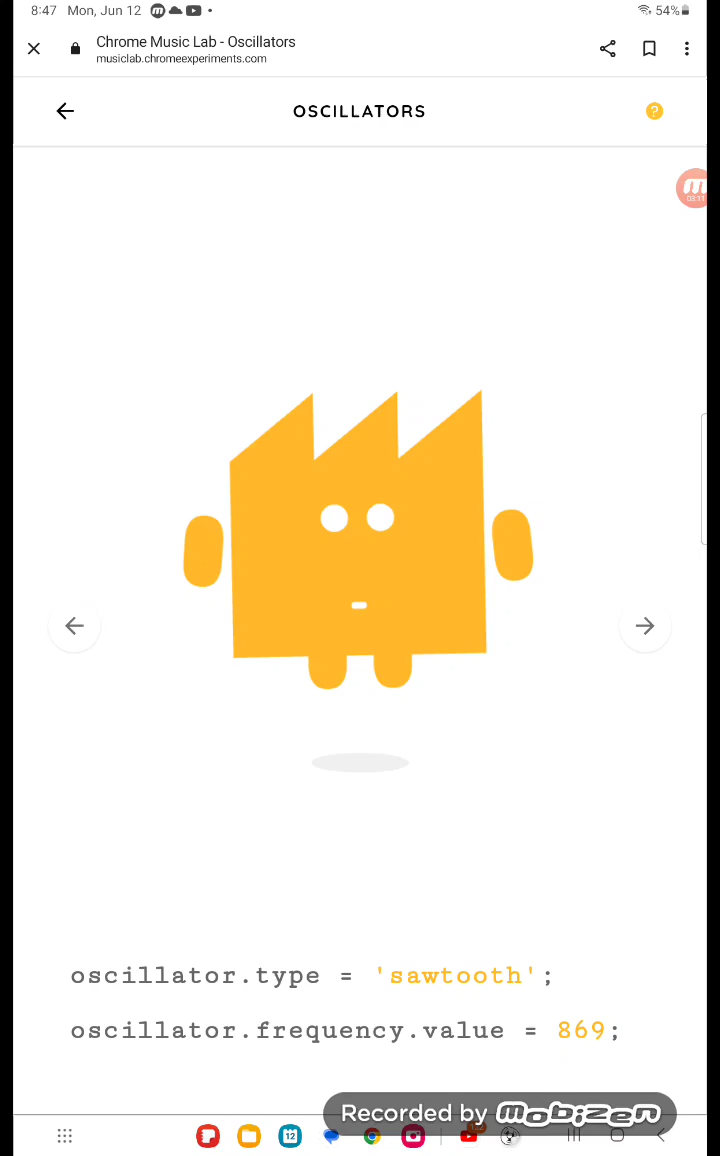 8:47 Mon, Jun 12 54%
Chrome Music Lab - Oscillators
musiclab.chromeexperiments.com
OSCILLATORS
?
m
oscillator.type = 'sawtooth';
oscillator.frequency.value = 869;
Recorded by mobizen
12